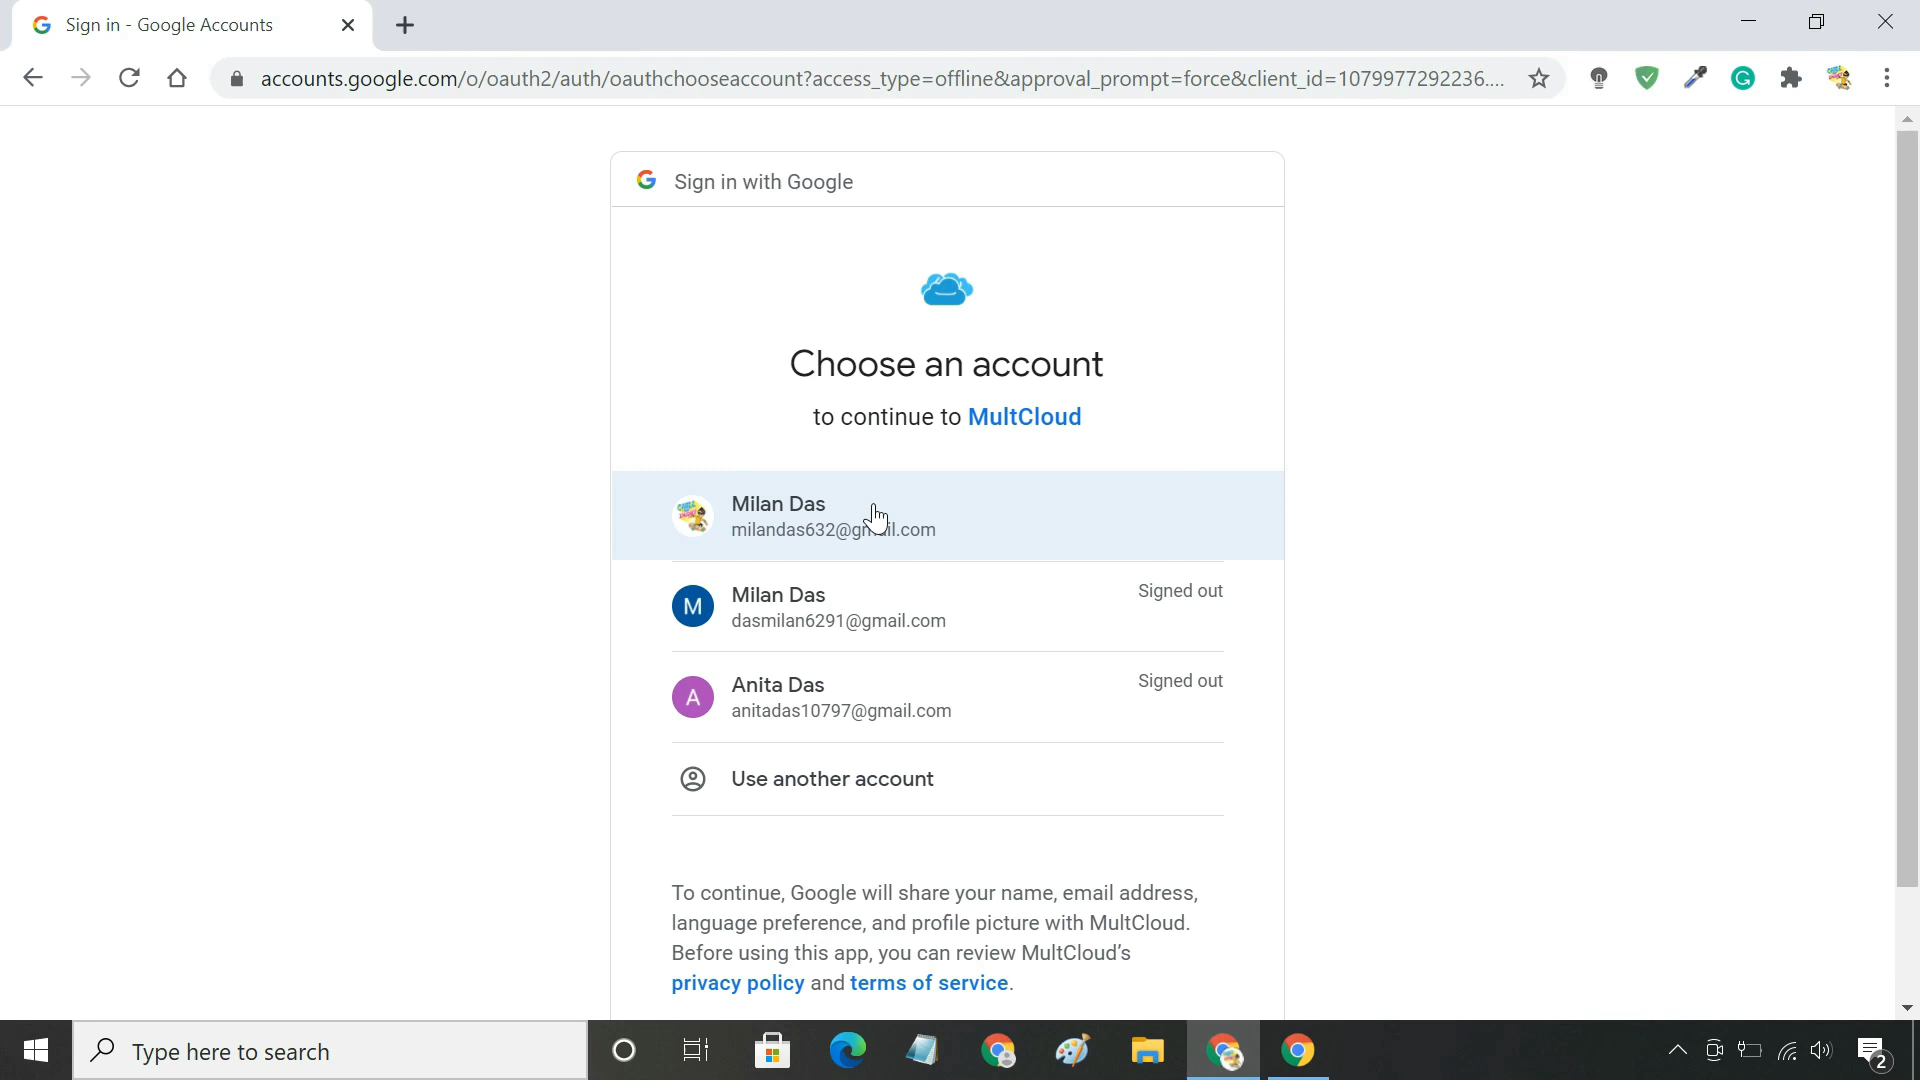 Sign in - Google Accounts
accounts.google.com/o/oauth2/auth/oauthchooseaccount?access_type=offline&approval_prompt=force&client_id=1079977292236....
Sign in with Google
Choose an account
to continue to MultCloud
Milan Das
milandas632@gmail.com
Milan Das
Signed out
dasmilan6291@gmail.com
Anita Das
Signed out
anitadas10797@gmail.com
Use another account
To continue, Google will share your name, email address,
language preference, and profile picture with MultCloud.
Before using this app, you can review MultCloud's
privacy policy and terms of service.
Type here to search
2